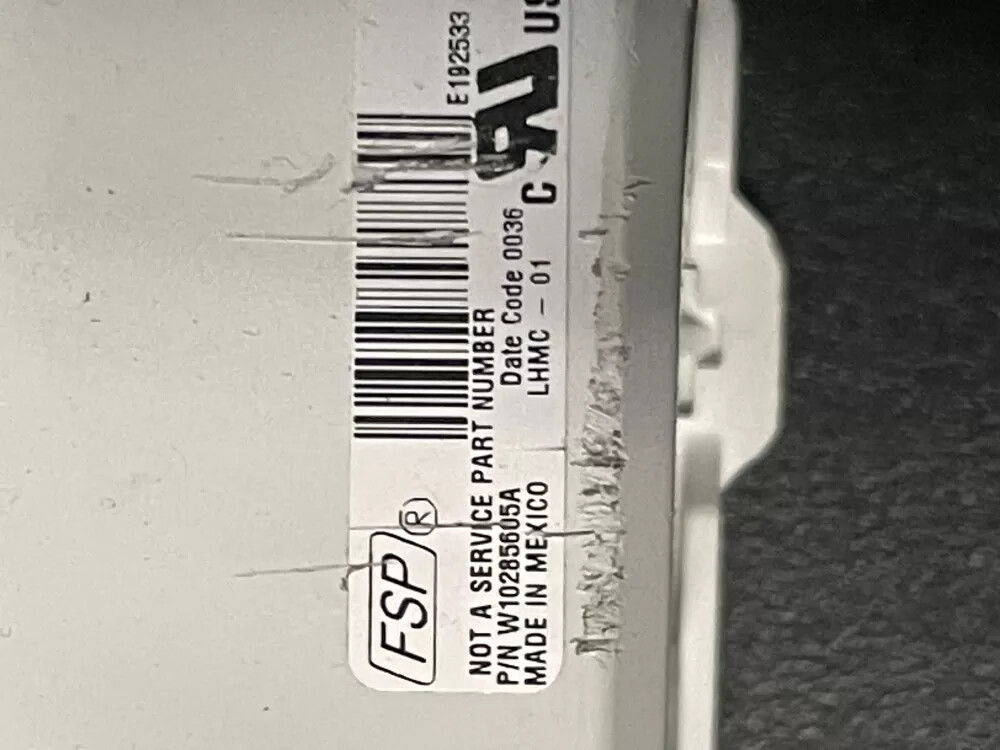 FSP®
NOT A SERVICE PART NUMBER
P/N W10285605A
MADE IN MEXICO
Date Code 0036
LHMC - 01
E192533
C
US